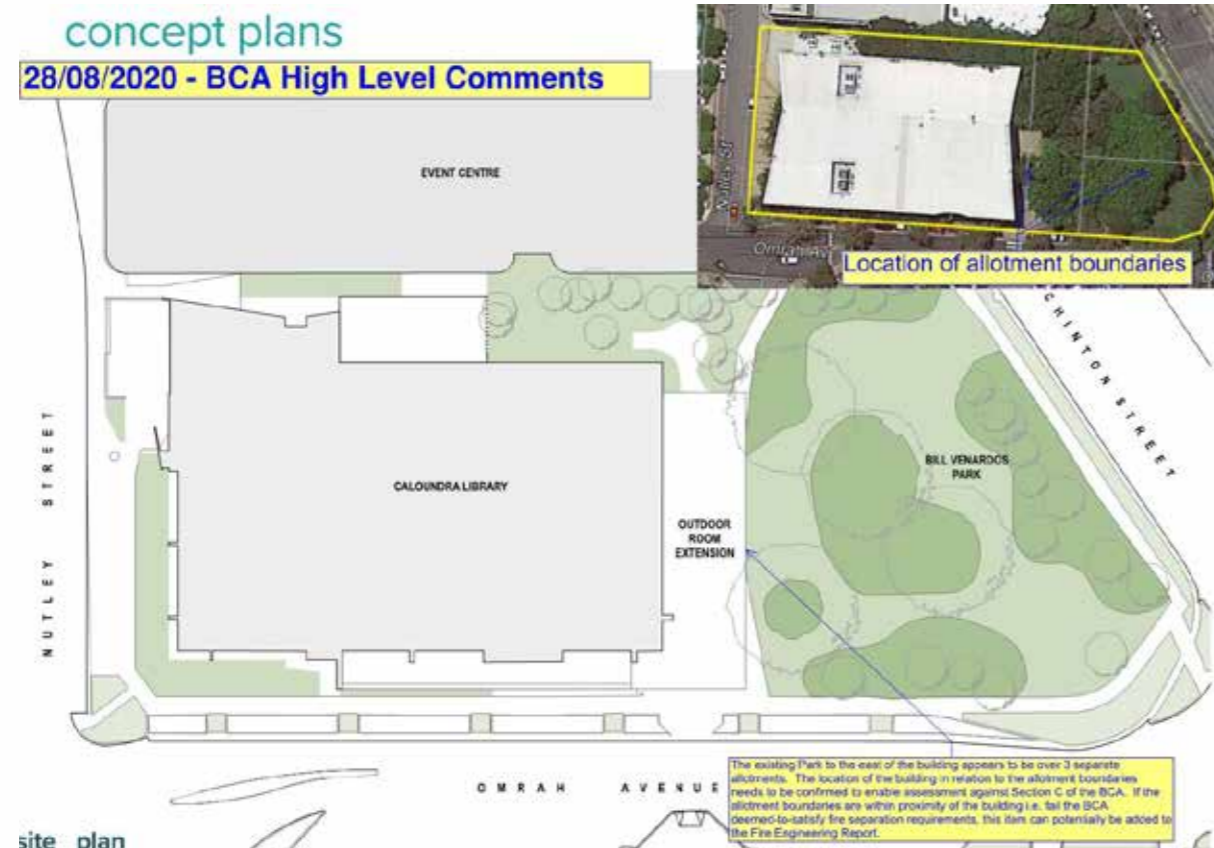 concept plans
28/08/2020 - BCA High Level Comments
EVENT CENTRE
Nutley St
Omrah Av
Location of allotment boundaries
CHINTON STREET
NUTLEY STREET
CALOUNDRA LIBRARY
OUTDOOR
ROOM
EXTENSION
BILL VENARDOS
PARK
OMRAH AVENUE
The existing Park to the east of the building appears to be over 3 separate
allotments. The location of the building in relation to the allotment boundaries
needs to be confirmed to enable assessment against Section C of the BCA. If the
allotment boundaries are within proximity of the building i.e. fail the BCA
deemed-to-satisfy fire separation requirements, this item can potentially be added to
the Fire Engineering Report.
site plan